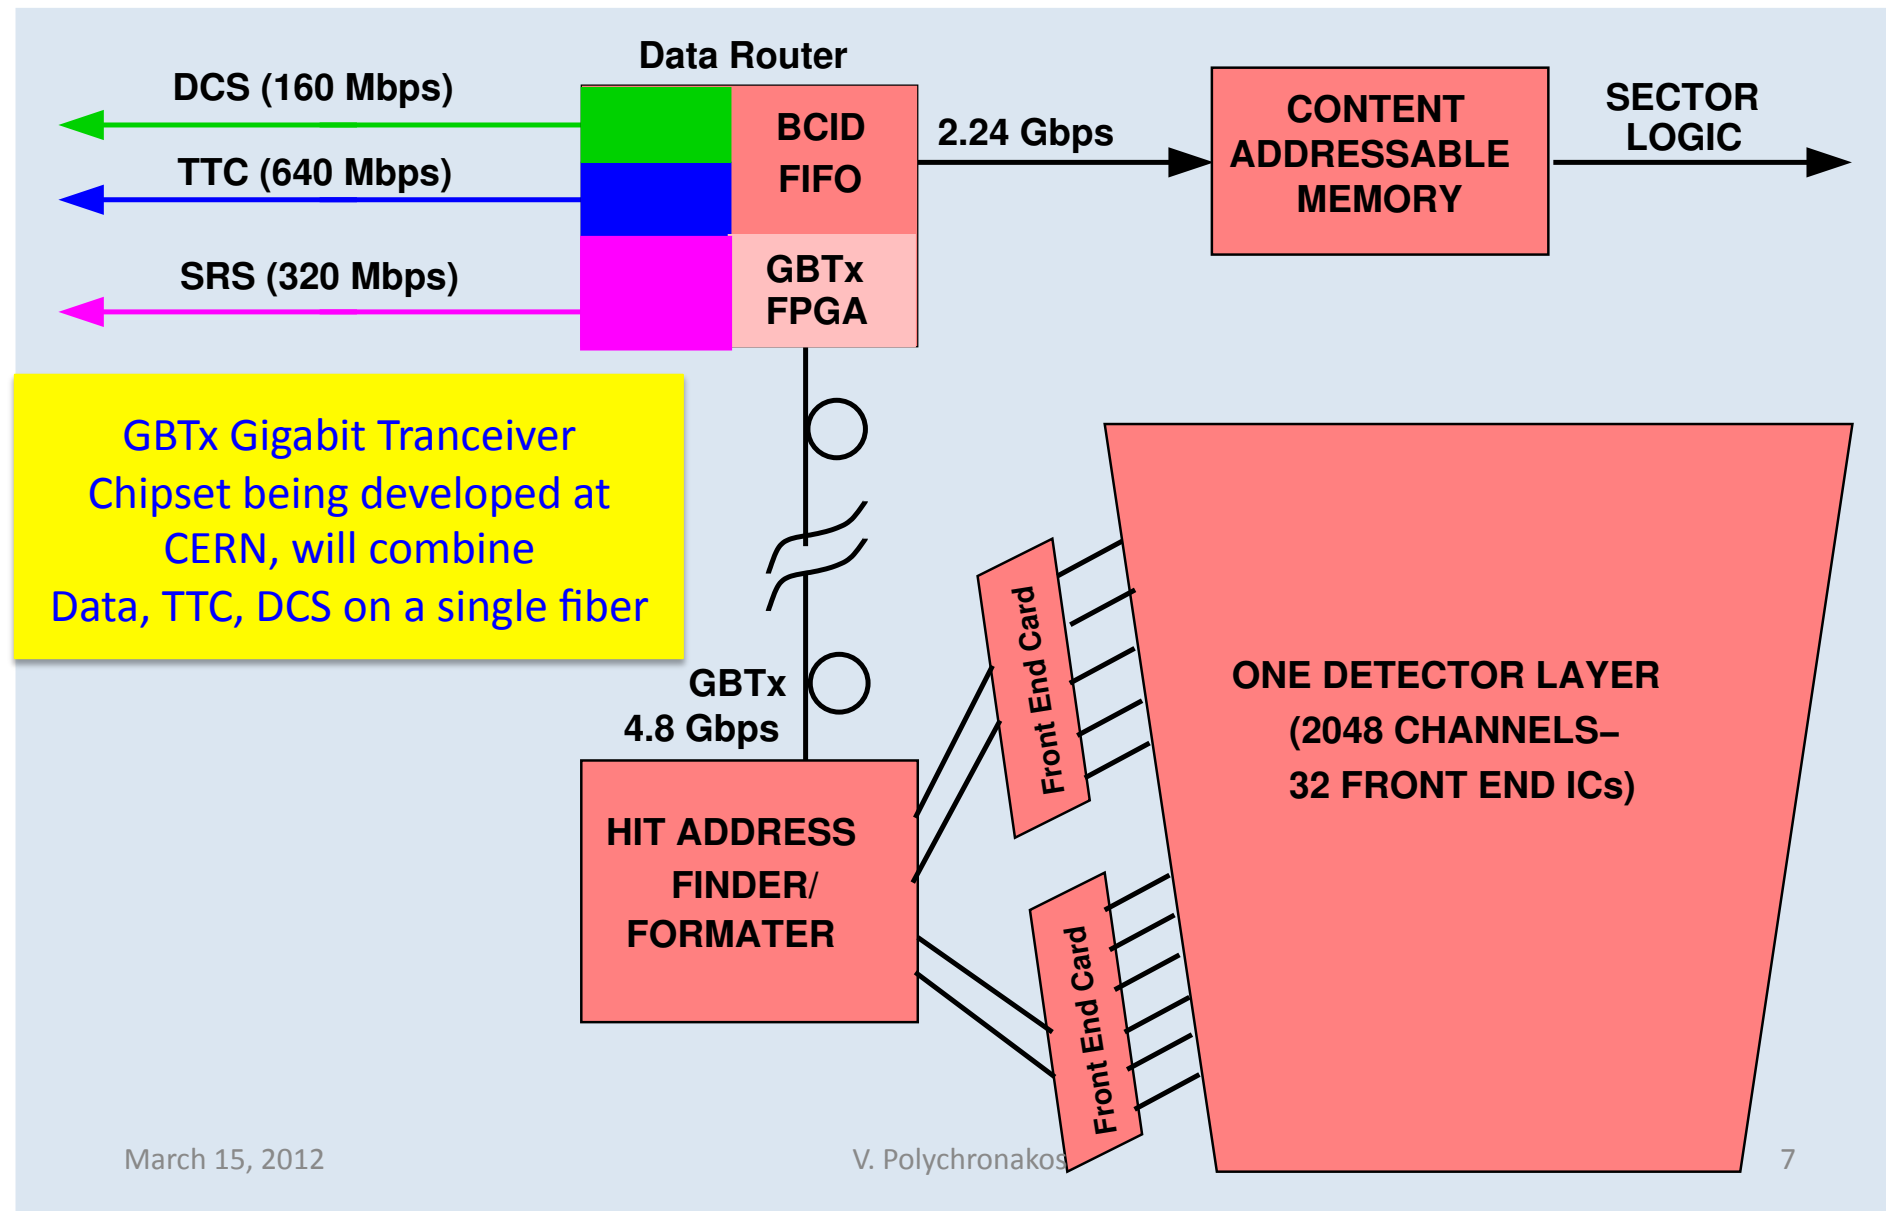 Data Router
DCS (160 Mbps)
TTC (640 Mbps)
SRS (320 Mbps)
BCID
FIFO
GBTx
FPGA
2.24 Gbps
CONTENT
ADDRESSABLE
MEMORY
SECTOR
LOGIC
GBTx Gigabit Tranceiver
Chipset being developed at
CERN, will combine
Data, TTC, DCS on a single fiber
GBTx
4.8 Gbps
HIT ADDRESS
FINDER/
FORMATER
Front End Card
Front End Card
ONE DETECTOR LAYER
(2048 CHANNELS–
32 FRONT END ICs)
March 15, 2012
V. Polychronakos
7